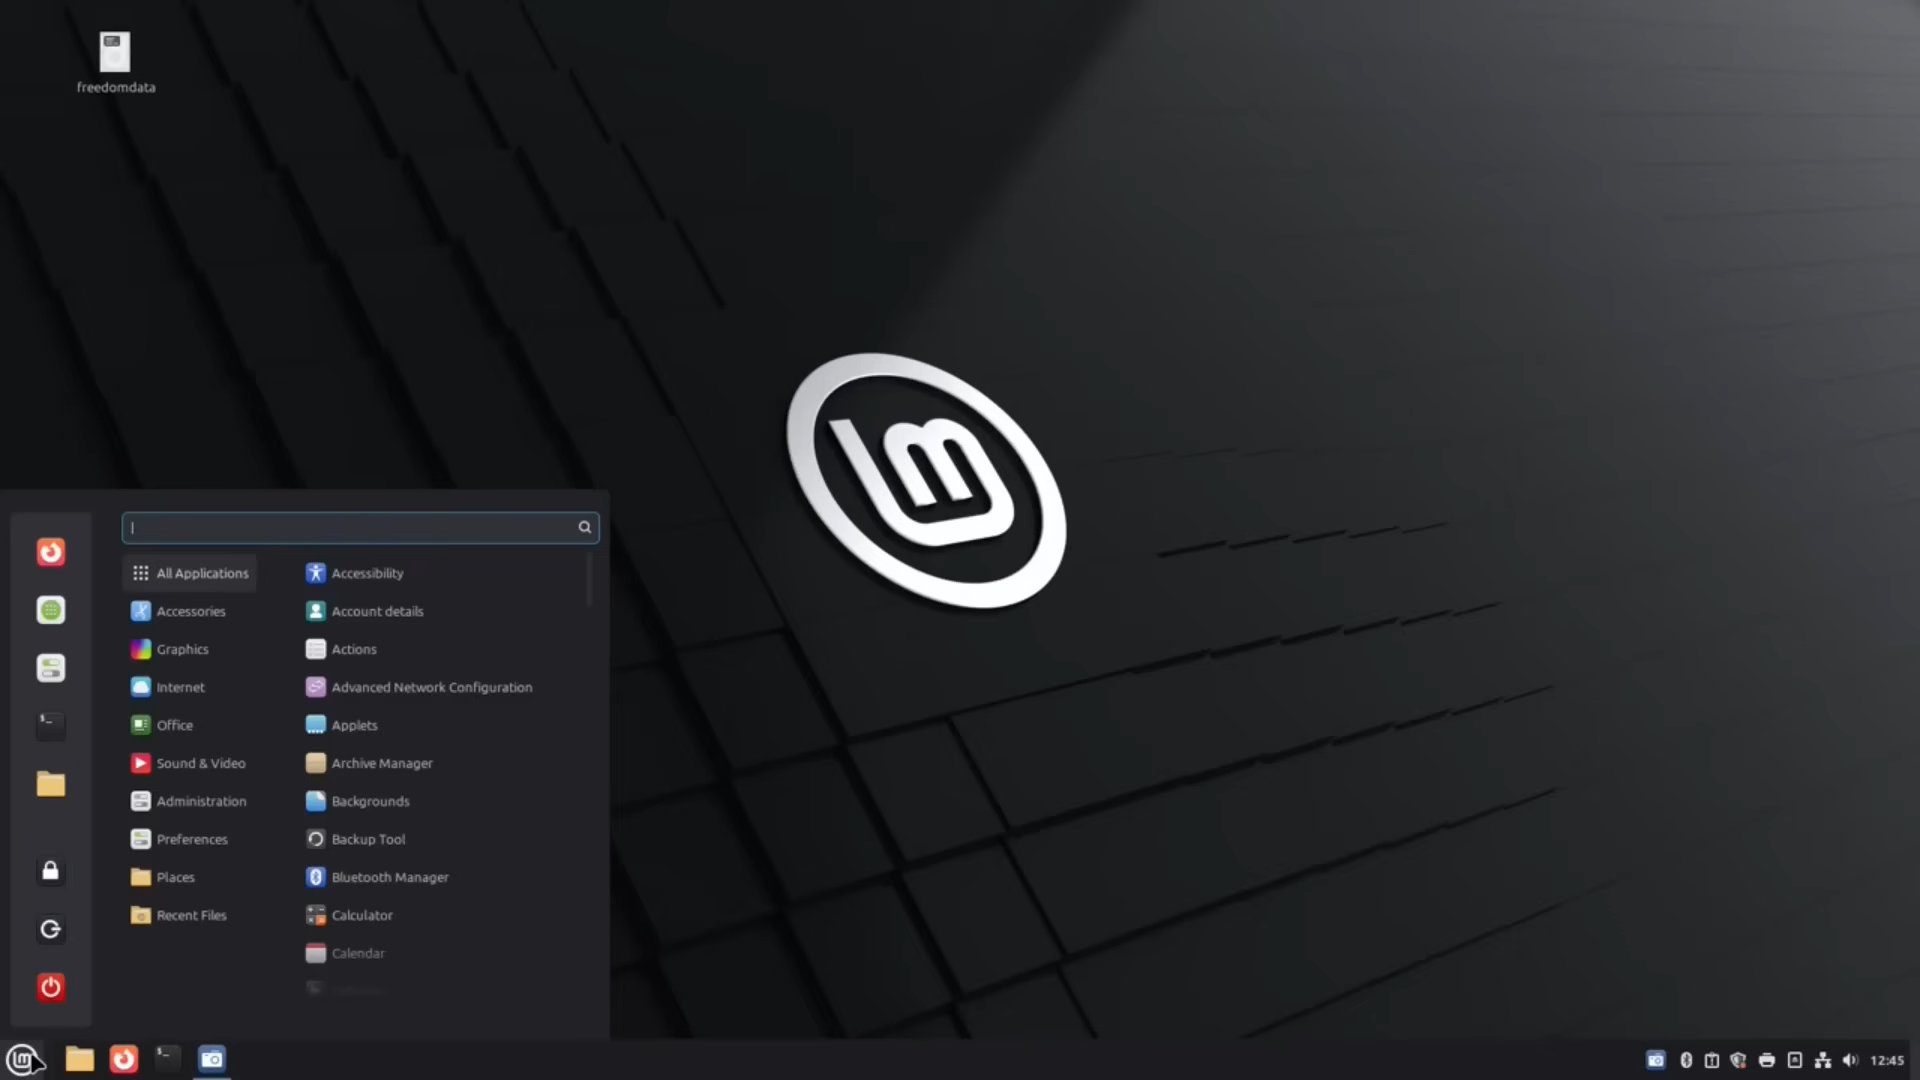 freedomdata
All Applications
Accessories
Graphics
Internet
Office
Sound & Video
Administration
Preferences
Places
Recent Files
Accessibility
Account details
Actions
Advanced Network Configuration
Applets
Archive Manager
Backgrounds
Backup Tool
Bluetooth Manager
Calculator
Calendar
12:45